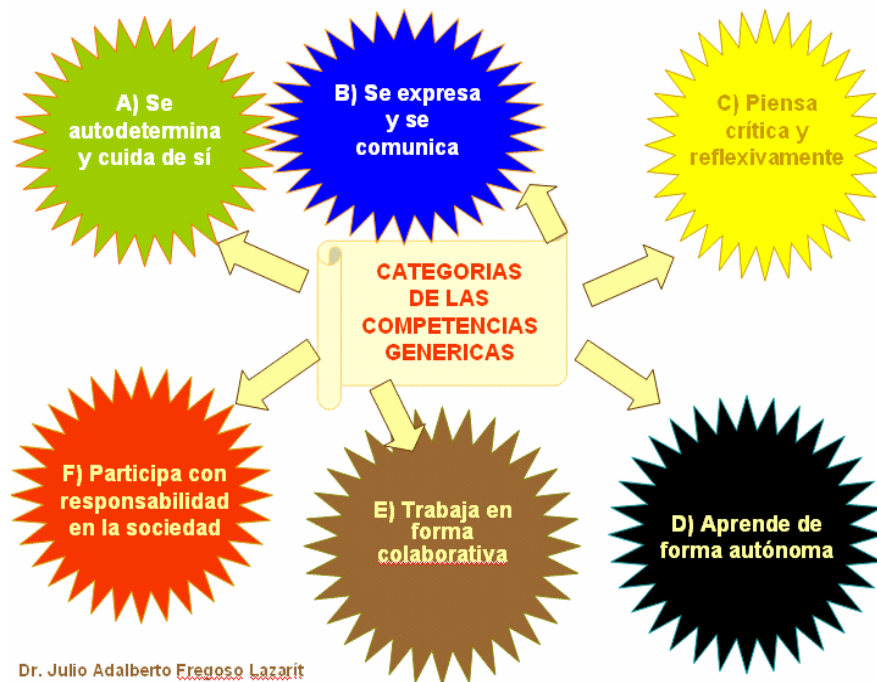 A) Se
autodetermina
y cuida de sí
B) Se expresa
y se
comunica
C) Piensa
crítica y
reflexivamente
CATEGORIAS
DE LAS
COMPETENCIAS
GENERICAS
F) Participa con
responsabilidad
en la sociedad
E) Trabaja en
forma
colaborativa
D) Aprende de
forma autónoma
Dr. Julio Adalberto Fregoso Lazarít